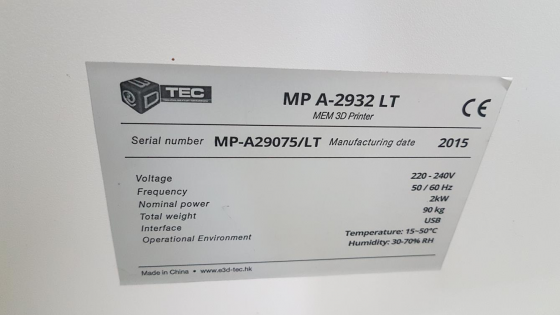 3D TEC
MP A-2932 LT
MEM 3D Printer
CE
Serial number MP-A29075/LT Manufacturing date 2015
Voltage 220 - 240V
Frequency 50 / 60 Hz
Nominal power 2kW
Total weight 90 kg
Interface USB
Operational Environment Temperature: 15~50°C
Humidity: 30-70% RH
Made in China • www.e3d-tec.hk